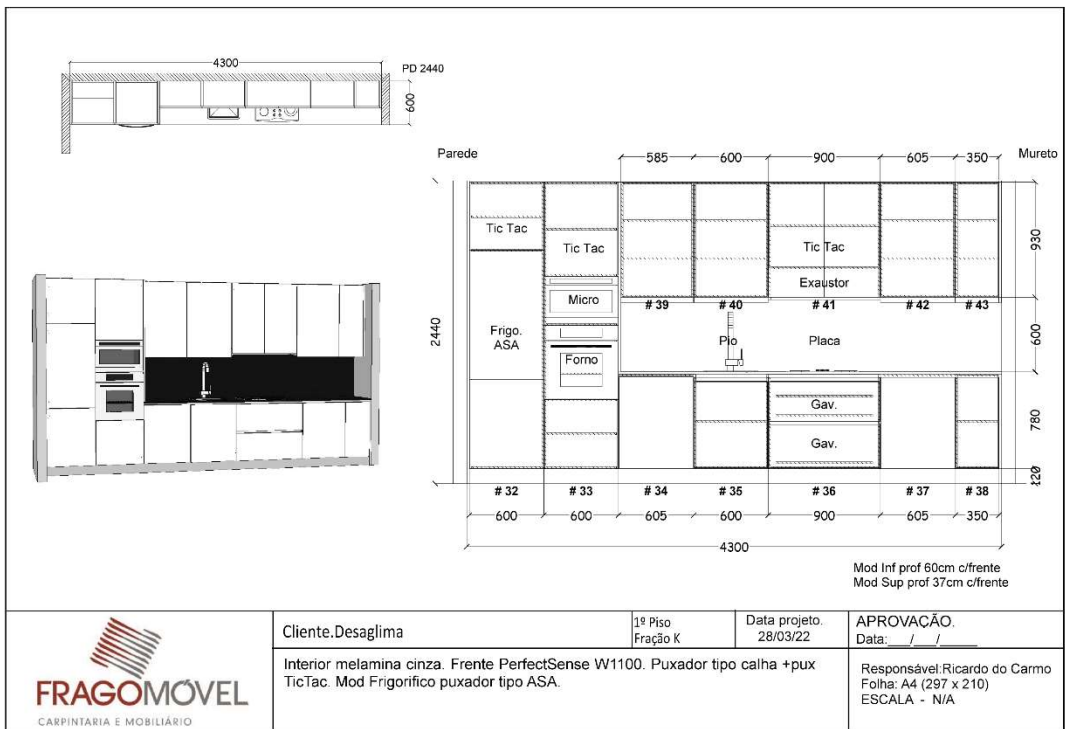 4300
PD 2440
600
Parede
585
600
900
605
350
Mureto
Tic Tac
Tic Tac
Tic Tac
Exaustor
930
Micro
# 39
# 40
# 41
# 42
# 43
2440
Frigo.
ASA
Pio
Placa
600
Forno
Gav.
Gav.
780
120
# 32
# 33
# 34
# 35
# 36
# 37
# 38
600
600
605
600
900
605
350
4300
Mod Inf prof 60cm c/frente
Mod Sup prof 37cm c/frente
FRAGOMÓVEL
CARPINTARIA E MOBILIÁRIO
Cliente.Desaglima
1º Piso
Fração K
Data projeto.
28/03/22
APROVAÇÃO.
Data:___/___/___
Interior melamina cinza. Frente PerfectSense W1100. Puxador tipo calha +pux
TicTac. Mod Frigorifico puxador tipo ASA.
Responsável:Ricardo do Carmo
Folha: A4 (297 x 210)
ESCALA - N/A